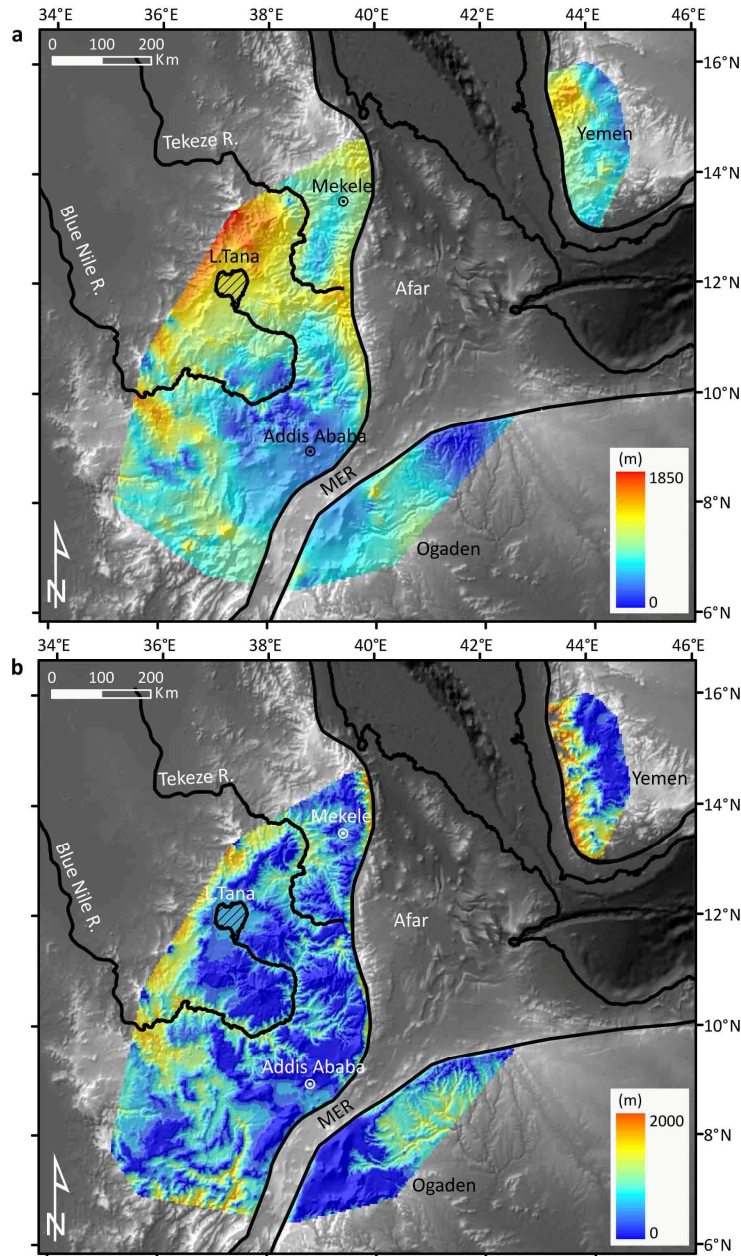 34°E 36°E 38°E 40°E 42°E 44°E 46°E
a
0 100 200
Km
16°N
Yemen
Tekeze R.
14°N
Mekele
Blue Nile R.
L.Tana
12°N
Afar
10°N
Addis Ababa
(m)
1850
MER
8°N
Ogaden
0
N
6°N
34°E 36°E 38°E 40°E 42°E 44°E 46°E
b
0 100 200
Km
16°N
Tekeze R.
Yemen
14°N
Mekele
Blue Nile R.
L.Tana
12°N
Afar
10°N
Addis Ababa
(m)
2000
MER
8°N
Ogaden
0
N
6°N